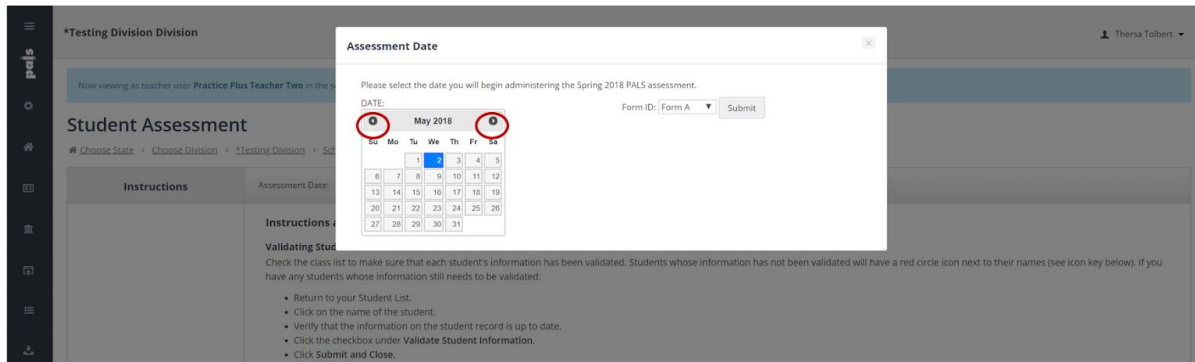 *Testing Division Division
Thersa Tolbert
pals
Assessment Date
Please select the date you will begin administering the Spring 2018 PALS assessment.
DATE:
Form ID: Form A
Submit
May 2018
Su Mo Tu We Th Fr Sa
1 2 3 4 5
6 7 8 9 10 11 12
13 14 15 16 17 18 19
20 21 22 23 24 25 26
27 28 29 30 31
Now viewing as teacher user Practice Plus Teacher Two in the
Student Assessment
Choose State › Choose Division › *Testing Division ›
Instructions
Assessment Date:
Instructions
Validating
Check the class list to make sure that each student's information has been validated. Students whose information has not been validated will have a red circle icon next to their names (see icon key below). If you
have any students whose information still needs to be validated:
• Return to your Student List.
• Click on the name of the student.
• Verify that the information on the student record is up to date.
• Click the checkbox under Validate Student Information.
• Click Submit and Close.